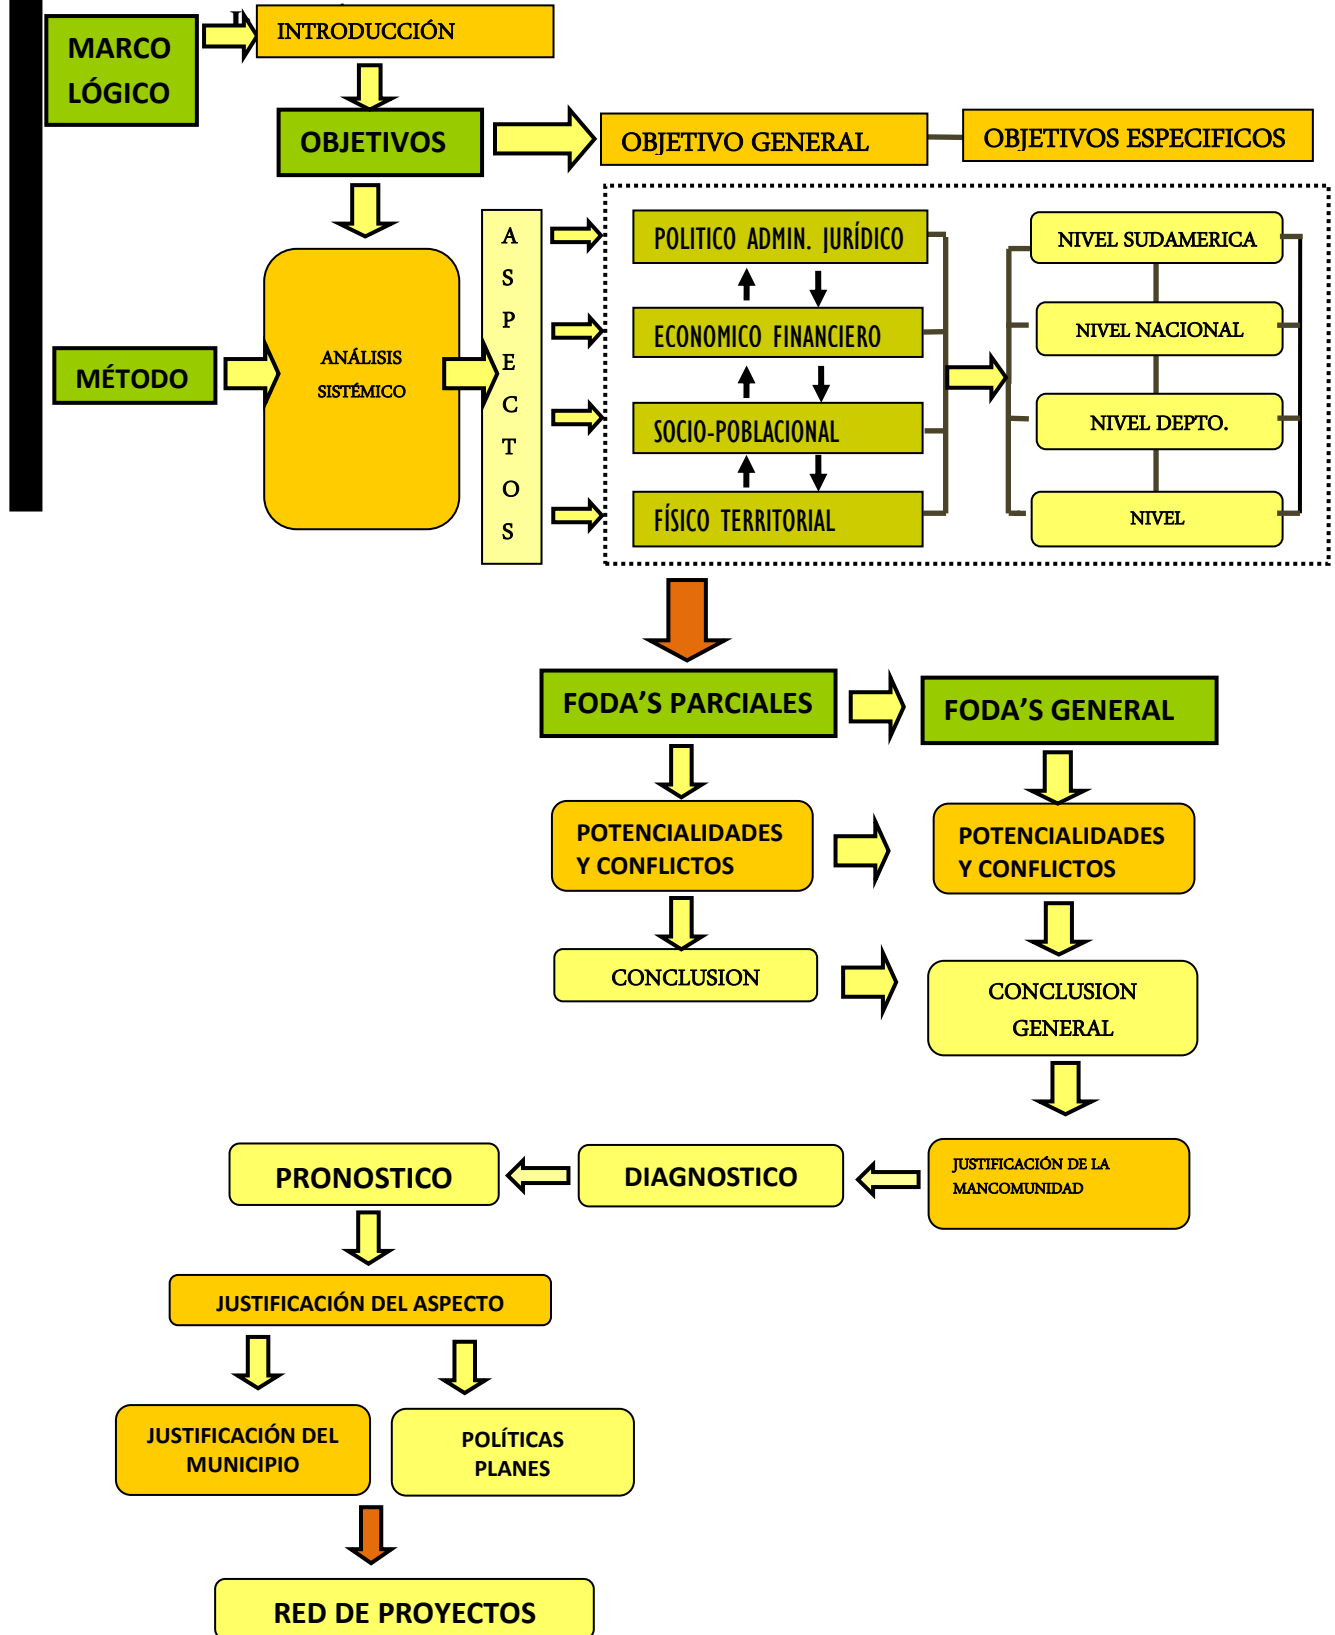 MARCO
LÓGICO
INTRODUCCIÓN
OBJETIVOS
OBJETIVO GENERAL
OBJETIVOS ESPECIFICOS
MÉTODO
ANÁLISIS
SISTÉMICO
A
S
P
E
C
T
O
S
POLITICO ADMIN. JURÍDICO
ECONOMICO FINANCIERO
SOCIO-POBLACIONAL
FÍSICO TERRITORIAL
NIVEL SUDAMERICA
NIVEL NACIONAL
NIVEL DEPTO.
NIVEL
FODA’S PARCIALES
FODA’S GENERAL
POTENCIALIDADES
Y CONFLICTOS
POTENCIALIDADES
Y CONFLICTOS
CONCLUSION
CONCLUSION
GENERAL
PRONOSTICO
DIAGNOSTICO
JUSTIFICACIÓN DE LA
MANCOMUNIDAD
JUSTIFICACIÓN DEL ASPECTO
JUSTIFICACIÓN DEL
MUNICIPIO
POLÍTICAS
PLANES
RED DE PROYECTOS